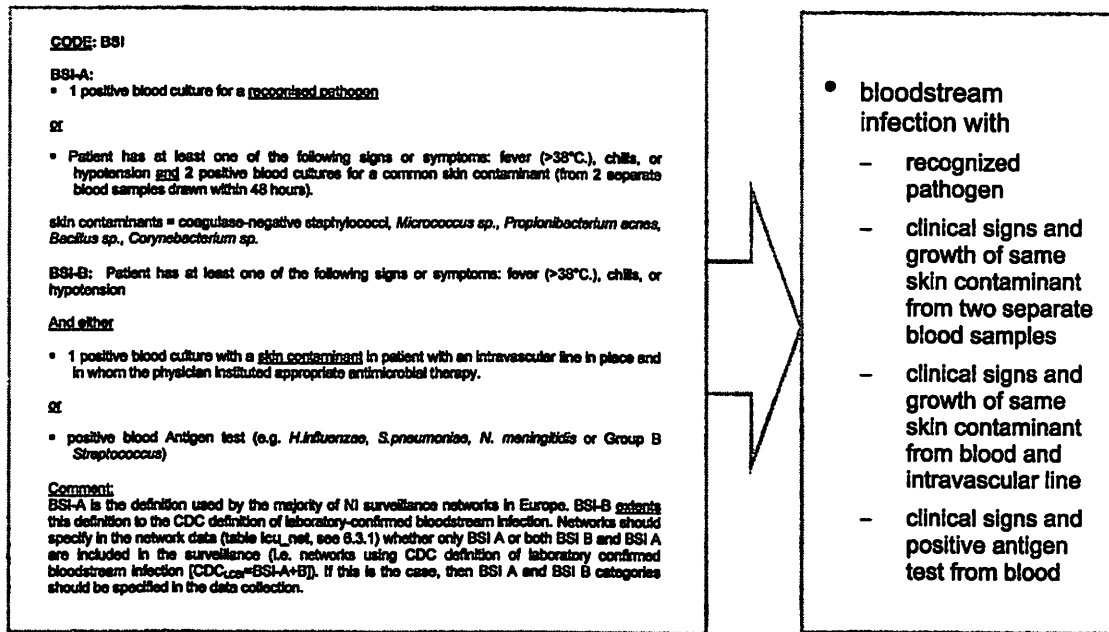 CODE: BSI
BSI-A:
▪ 1 positive blood culture for a recognised pathogen
or
▪ Patient has at least one of the following signs or symptoms: fever (>38°C.), chills, or
hypotension and 2 positive blood cultures for a common skin contaminant (from 2 separate
blood samples drawn within 48 hours).
skin contaminants = coagulase-negative staphylococci, Micrococcus sp., Propionibacterium acnes,
Bacillus sp., Corynebacterium sp.
BSI-B: Patient has at least one of the following signs or symptoms: fever (>38°C.), chills, or
hypotension
And either
▪ 1 positive blood culture with a skin contaminant in patient with an intravascular line in place and
in whom the physician instituted appropriate antimicrobial therapy.
or
▪ positive blood Antigen test (e.g. H.influenzae, S.pneumoniae, N. meningitidis or Group B
Streptococcus)
Comment:
BSI-A is the definition used by the majority of NI surveillance networks in Europe. BSI-B extents
this definition to the CDC definition of laboratory-confirmed bloodstream infection. Networks should
specify in the network data (table icu_net, see 6.3.1) whether only BSI A or both BSI B and BSI A
are included in the surveillance (i.e. networks using CDC definition of laboratory confirmed
bloodstream infection [CDCLCBI=BSI-A+B]). If this is the case, then BSI A and BSI B categories
should be specified in the data collection.
• bloodstream
infection with
– recognized
pathogen
– clinical signs and
growth of same
skin contaminant
from two separate
blood samples
– clinical signs and
growth of same
skin contaminant
from blood and
intravascular line
– clinical signs and
positive antigen
test from blood